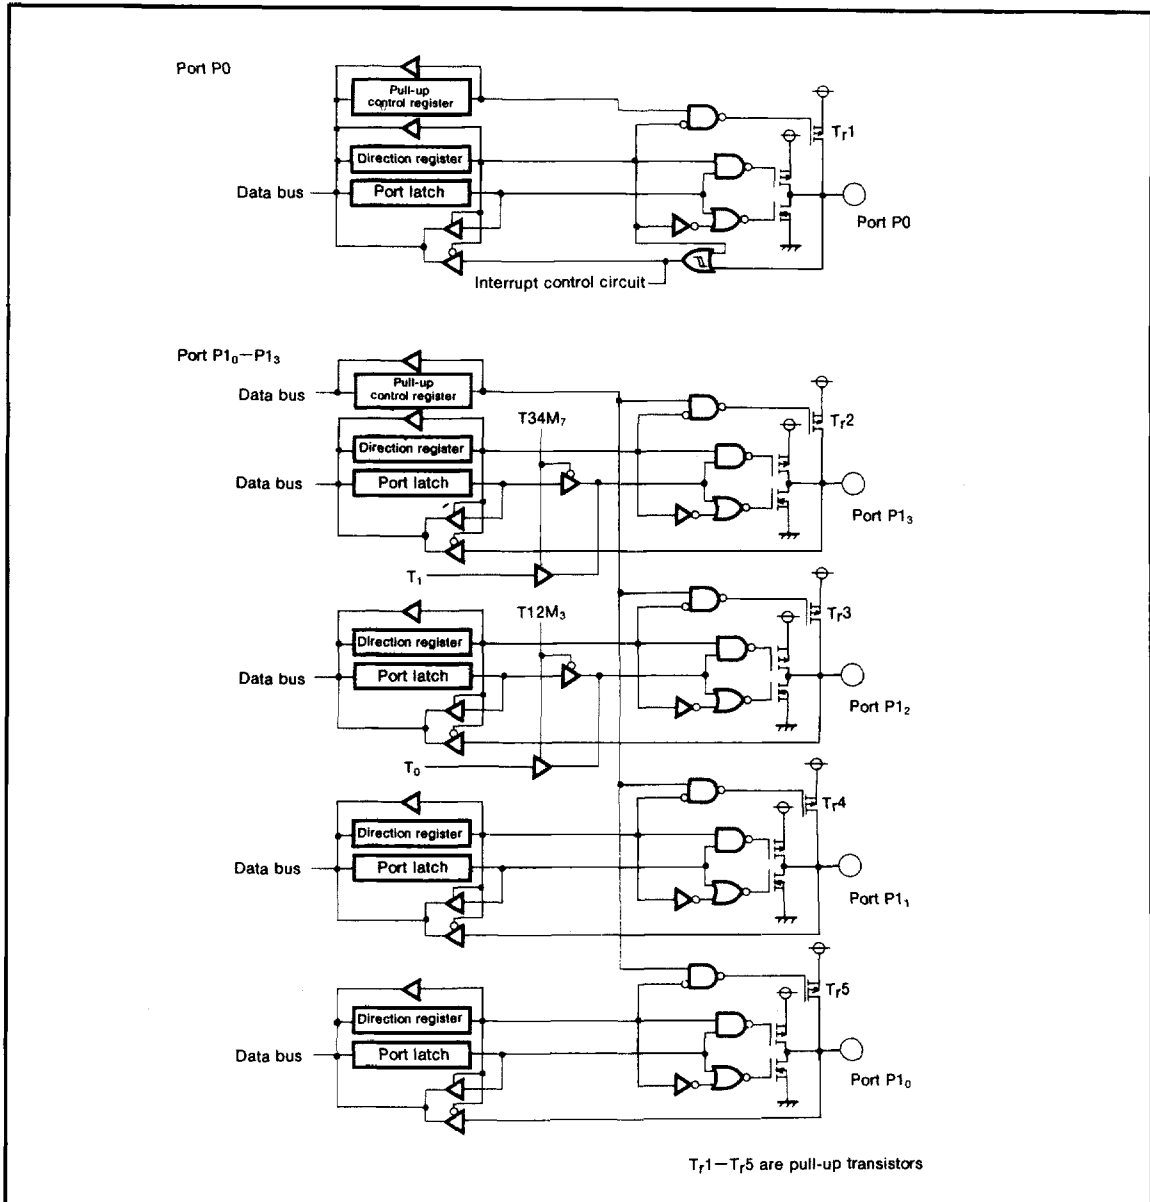 Port P0
Pull-up
control register
Tr1
Direction register
Data bus
Port latch
Port P0
Interrupt control circuit
Port P1₀—P1₃
Data bus
Pull-up
control register
T34M₇
Tr2
Direction register
Data bus
Port latch
Port P1₃
T₁
T12M₃
Tr3
Direction register
Data bus
Port latch
Port P1₂
T₀
Tr4
Direction register
Data bus
Port latch
Port P1₁
Tr5
Direction register
Data bus
Port latch
Port P1₀
Tr1—Tr5 are pull-up transistors